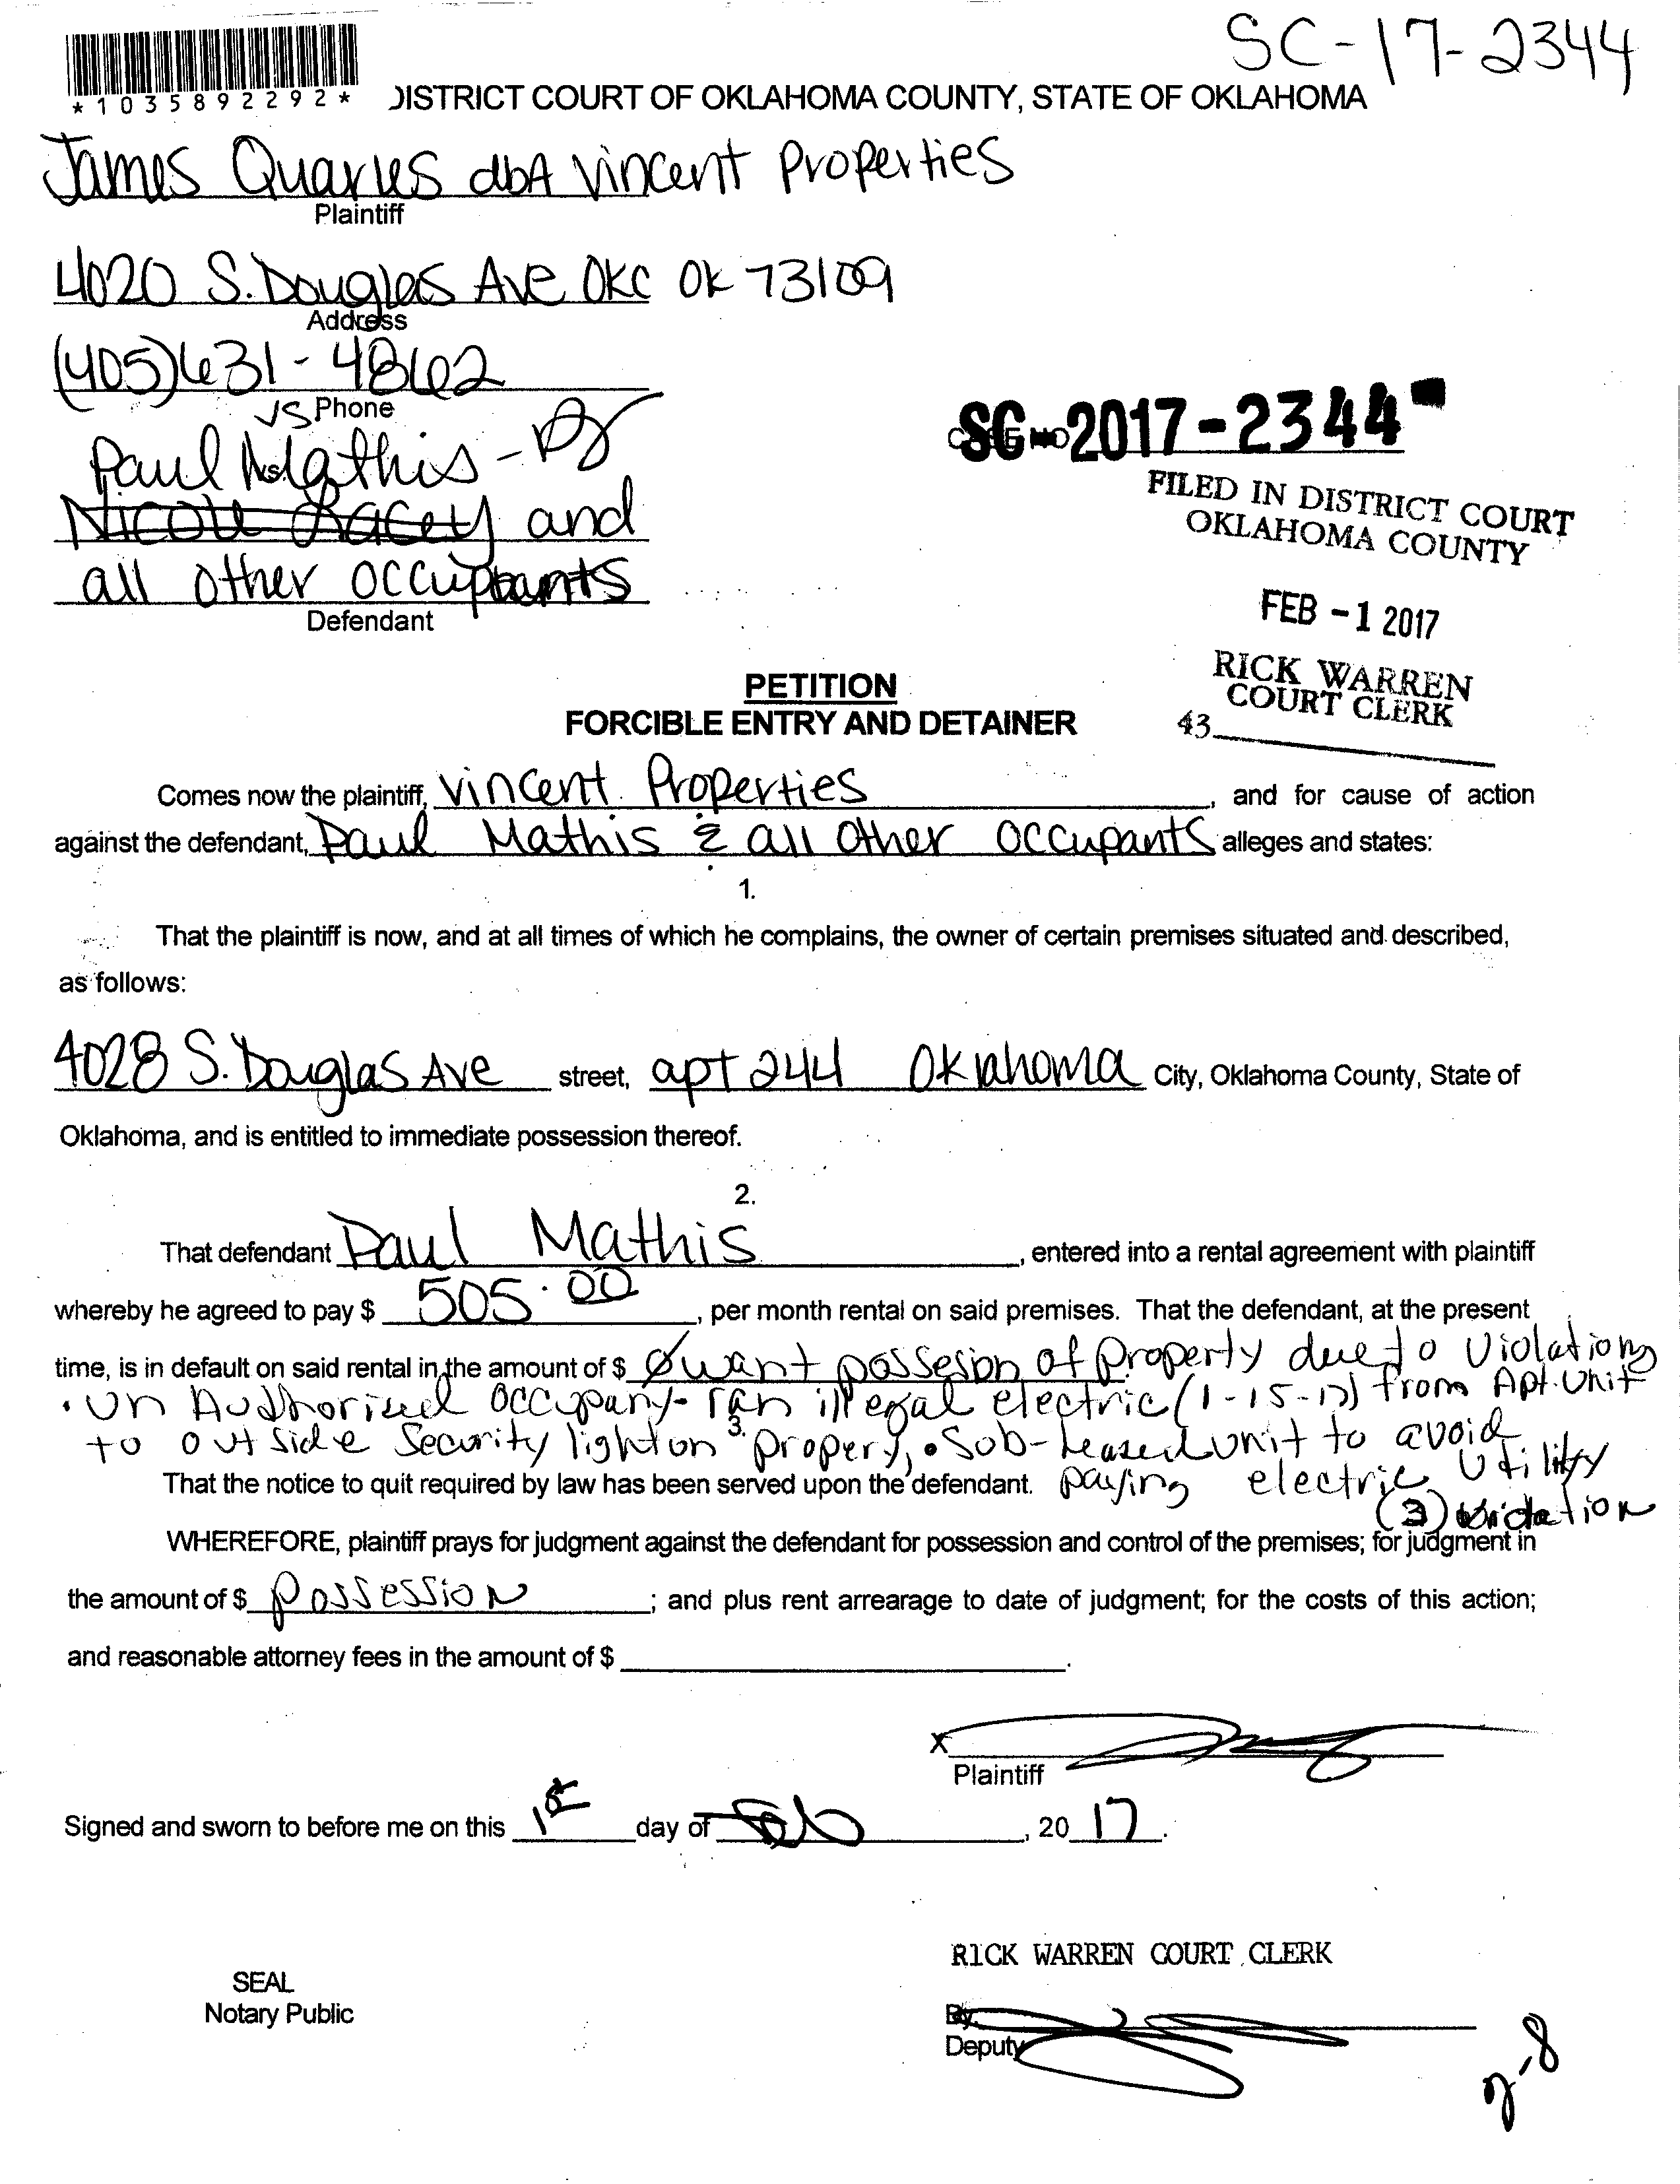 SC-17-2344
*1035892292*
DISTRICT COURT OF OKLAHOMA COUNTY, STATE OF OKLAHOMA
James Quarles dbA Vincent Properties
Plaintiff
4020 S. Douglas Ave OKC OK 73109
Address
(405)631-4862
VS. Phone
Paul Mathis -
SC-2017-2344
Nicole Lacey and
all other occupants
Defendant
FILED IN DISTRICT COURT
OKLAHOMA COUNTY
FEB -1 2017
RICK WARREN
COURT CLERK
43
PETITION
FORCIBLE ENTRY AND DETAINER
Comes now the plaintiff, Vincent Properties, and for cause of action
against the defendant, Paul Mathis & all other occupants alleges and states:
1.
That the plaintiff is now, and at all times of which he complains, the owner of certain premises situated and described,
as follows:
4028 S. Douglas Ave street, apt 244 Oklahoma City, Oklahoma County, State of
Oklahoma, and is entitled to immediate possession thereof.
2.
That defendant Paul Mathis, entered into a rental agreement with plaintiff
whereby he agreed to pay $ 505.00, per month rental on said premises. That the defendant, at the present
time, is in default on said rental in the amount of $ Ø want possesion of property due to violations
• Un Authorized occupany - ran illegal electric (1-15-17) from Apt. Unit
3.
to outside security light on propery, • Sob-Leased unit to avoid
That the notice to quit required by law has been served upon the defendant. paying electric Utility
(3) violation
WHEREFORE, plaintiff prays for judgment against the defendant for possession and control of the premises; for judgment in
the amount of $ possession; and plus rent arrearage to date of judgment; for the costs of this action;
and reasonable attorney fees in the amount of $
X
Plaintiff
Signed and sworn to before me on this 1st day of Feb, 20 17.
RICK WARREN COURT CLERK
SEAL
Notary Public
By
Deputy
2-8